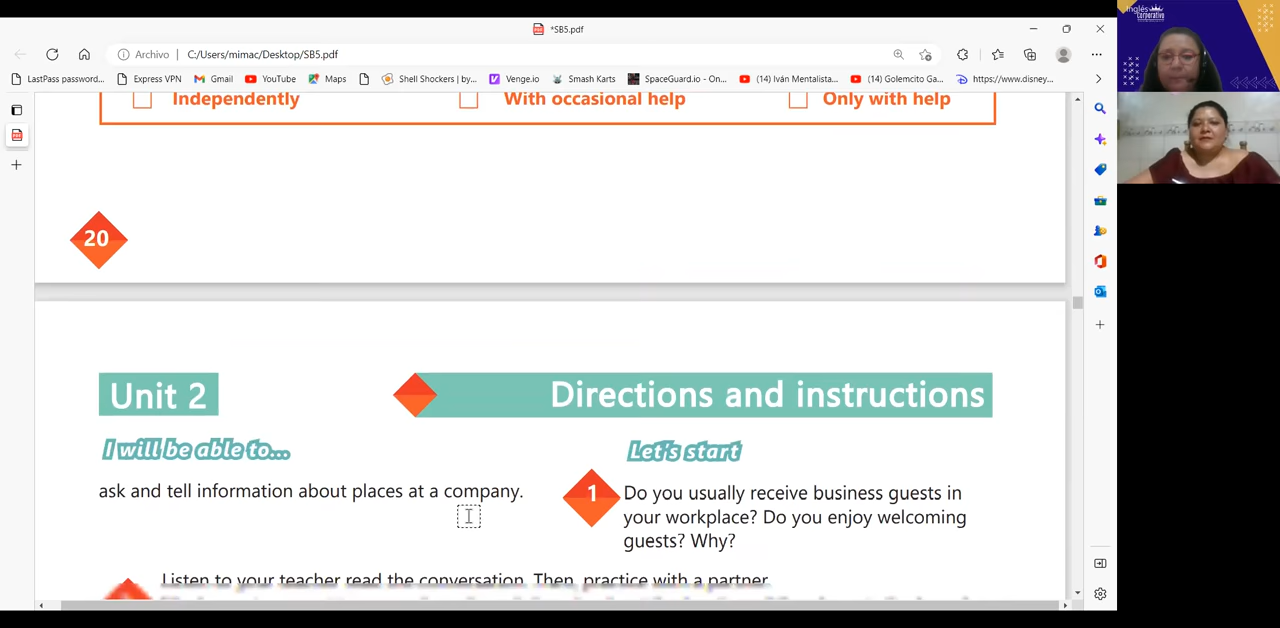 *SB5.pdf
Archivo | C:/Users/mimac/Desktop/SB5.pdf
LastPass password... Express VPN Gmail YouTube Maps Shell Shockers | by... Venge.io Smash Karts SpaceGuard.io - On... (14) Iván Mentalista... (14) Golemcito Ga... https://www.disney...
Independently With occasional help Only with help
20
Unit 2 Directions and instructions
I will be able to...
ask and tell information about places at a company.
Let's start
1 Do you usually receive business guests in
your workplace? Do you enjoy welcoming
guests? Why?
Listen to your teacher read the conversation. Then, practice with a partner
Inglés
Corporativo